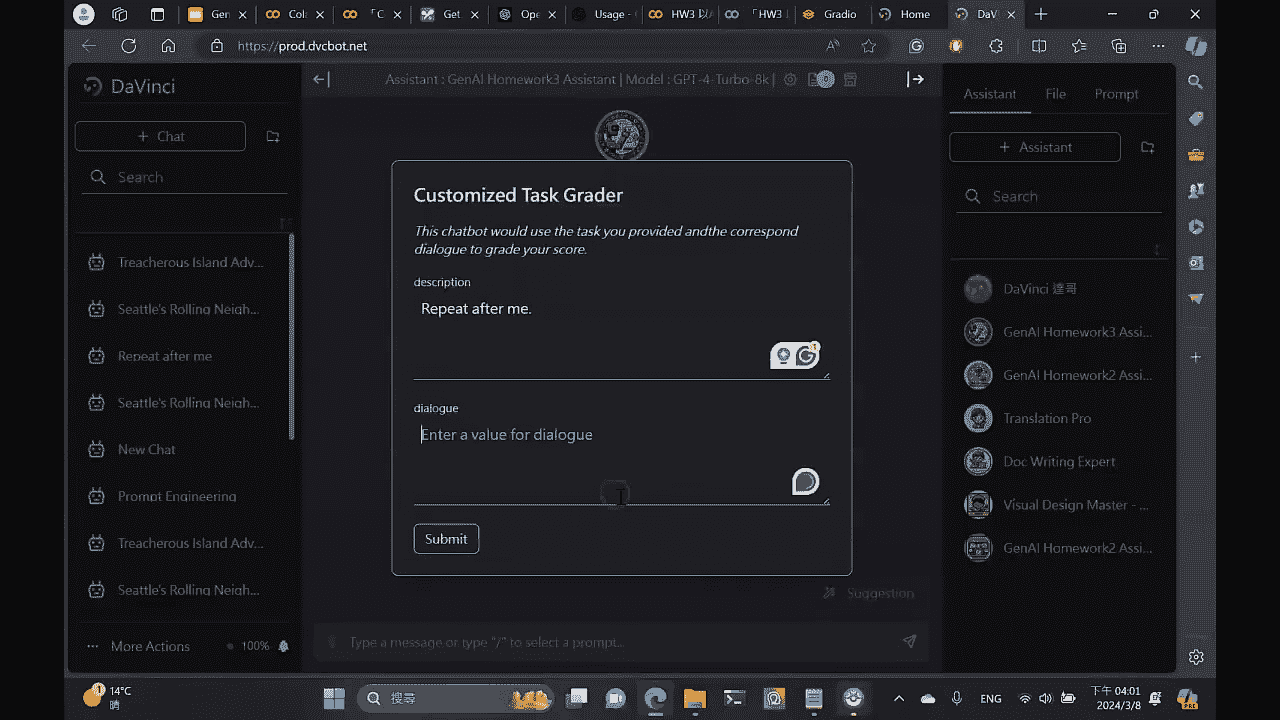 Gen
Col
「C
Get
Ope
Usage -
HW3 以
「HW3
Gradio
Home
DaV
https://prod.dvcbot.net
DaVinci
Assistant : GenAI Homework3 Assistant | Model : GPT-4-Turbo-8k |
Assistant
File
Prompt
+ Chat
+ Assistant
Search
Search
Treacherous Island Adv...
Seattle's Rolling Neigh...
Repeat after me
Seattle's Rolling Neigh...
New Chat
Prompt Engineering
Treacherous Island Adv...
Seattle's Rolling Neigh...
More Actions
100%
Customized Task Grader
This chatbot would use the task you provided andthe correspond
dialogue to grade your score.
description
Repeat after me.
dialogue
Enter a value for dialogue
Submit
Suggestion
Type a message or type "/" to select a prompt...
DaVinci 達哥
GenAI Homework3 Assi...
GenAI Homework2 Assi...
Translation Pro
Doc Writing Expert
Visual Design Master - ...
GenAI Homework2 Assi...
14°C
晴
搜尋
ENG
下午 04:01
2024/3/8